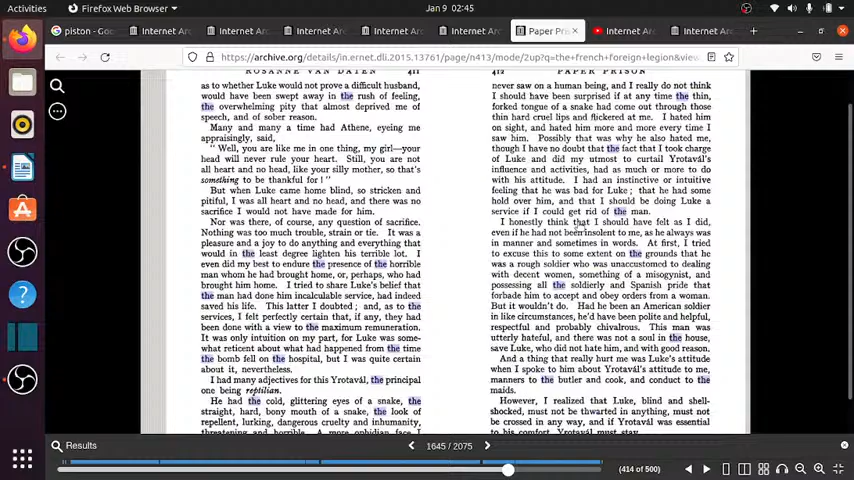 Activities
Firefox Web Browser
Jan 9 02:45
piston - Goo
Internet Ar
Internet Ar
Internet Ar
Internet Ar
Paper Pris
YouTube
Internet Am
Internet Ar
https://archive.org/details/in.ernet.dli.2015.13761/page/n413/mode/2up?q=the+french+foreign+legion&view
ROSANNE VAN DATEN 411
as to whether Luke would not prove a difficult husband,
would have been swept away in the rush of feeling,
the overwhelming pity that almost deprived me of
speech, and of sober reason.
Many and many a time had Athene, eyeing me
appraisingly, said,
" Well, you are like me in one thing, my girl—your
head will never rule your heart. Still, you are not
all heart and no head, like your silly mother, so that's
something to be thankful for ! "
But when Luke came home blind, so stricken and
pitiful, I was all heart and no head, and there was no
sacrifice I would not have made for him.
Nor was there, of course, any question of sacrifice.
Nothing was too much trouble, strain or tie. It was a
pleasure and a joy to do anything and everything that
would in the least degree lighten his terrible lot. I
even did my best to endure the presence of the horrible
man whom he had brought home, or, perhaps, who had
brought him home. I tried to share Luke's belief that
the man had done him incalculable service, had indeed
saved his life. This latter I doubted ; and, as to the
services, I felt perfectly certain that, if any, they had
been done with a view to the maximum remuneration.
It was only intuition on my part, for Luke was some-
what reticent about what had happened from the time
the bomb fell on the hospital, but I was quite certain
about it, nevertheless.
I had many adjectives for this Yrotavál, the principal
one being reptilian.
He had the cold, glittering eyes of a snake, the
straight, hard, bony mouth of a snake, the look of
repellent, lurking, dangerous cruelty and inhumanity,
threatening and horrible. A more ophidian face I
412 PAPER PRISON
never saw on a human being, and I really do not think
I should have been surprised if at any time the thin,
forked tongue of a snake had come out through those
thin hard cruel lips and flickered at me. I hated him
on sight, and hated him more and more every time I
saw him. Possibly that was why he also hated me,
though I have no doubt that the fact that I took charge
of Luke and did my utmost to curtail Yrotavál's
influence and activities, had as much or more to do
with his attitude. I had an instinctive or intuitive
feeling that he was bad for Luke ; that he had some
hold over him, and that I should be doing Luke a
service if I could get rid of the man.
I honestly think that I should have felt as I did,
even if he had not been insolent to me, as he always was
in manner and sometimes in words. At first, I tried
to excuse this to some extent on the grounds that he
was a rough soldier who was unaccustomed to dealing
with decent women, something of a misogynist, and
possessing all the soldierly and Spanish pride that
forbade him to accept and obey orders from a woman.
But it wouldn't do. Had he been an American soldier
in like circumstances, he'd have been polite and helpful,
respectful and probably chivalrous. This man was
utterly hateful, and there was not a soul in the house,
save Luke, who did not hate him, and with good reason.
And a thing that really hurt me was Luke's attitude
when I spoke to him about Yrotavál's attitude to me,
manners to the butler and cook, and conduct to the
maids.
However, I realized that Luke, blind and shell-
shocked, must not be thwarted in anything, must not
be crossed in any way, and if Yrotavál was essential
to his comfort, Yrotavál must stay.
Results
1645 / 2075
(414 of 500)